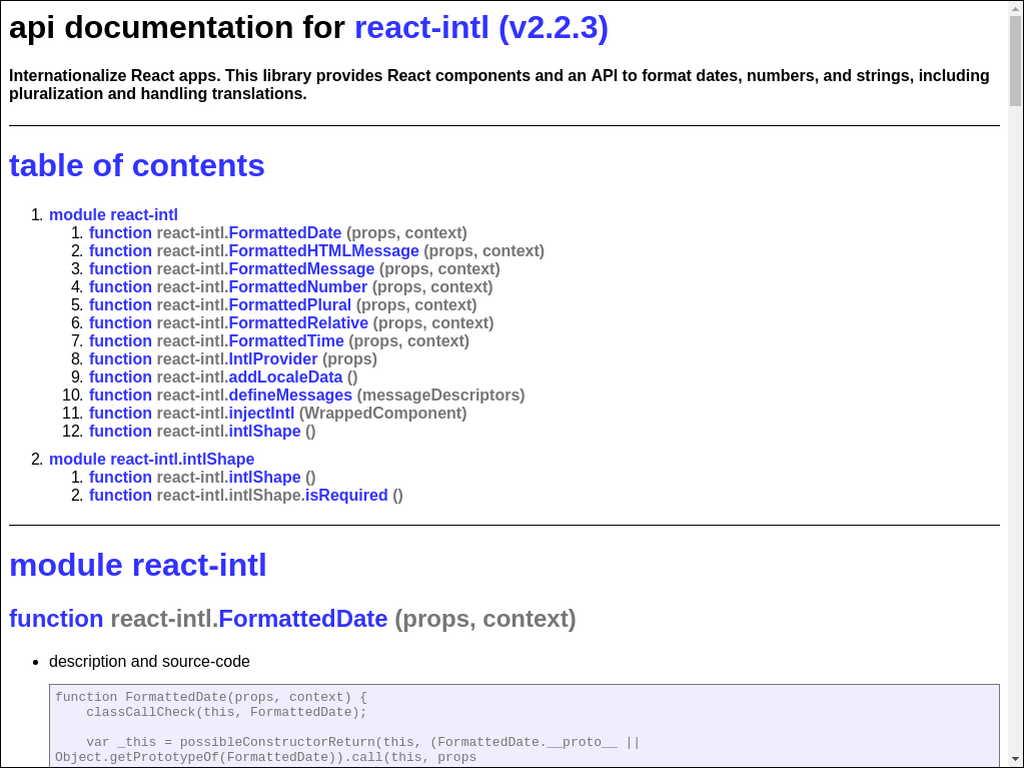 api documentation for react-intl (v2.2.3)
Internationalize React apps. This library provides React components and an API to format dates, numbers, and strings, including
pluralization and handling translations.
table of contents
1. module react-intl
1. function react-intl.FormattedDate (props, context)
2. function react-intl.FormattedHTMLMessage (props, context)
3. function react-intl.FormattedMessage (props, context)
4. function react-intl.FormattedNumber (props, context)
5. function react-intl.FormattedPlural (props, context)
6. function react-intl.FormattedRelative (props, context)
7. function react-intl.FormattedTime (props, context)
8. function react-intl.IntlProvider (props)
9. function react-intl.addLocaleData ()
10. function react-intl.defineMessages (messageDescriptors)
11. function react-intl.injectIntl (WrappedComponent)
12. function react-intl.intlShape ()
2. module react-intl.intlShape
1. function react-intl.intlShape ()
2. function react-intl.intlShape.isRequired ()
module react-intl
function react-intl.FormattedDate (props, context)
• description and source-code
function FormattedDate(props, context) {
    classCallCheck(this, FormattedDate);
    var _this = possibleConstructorReturn(this, (FormattedDate.__proto__ ||
Object.getPrototypeOf(FormattedDate)).call(this, props